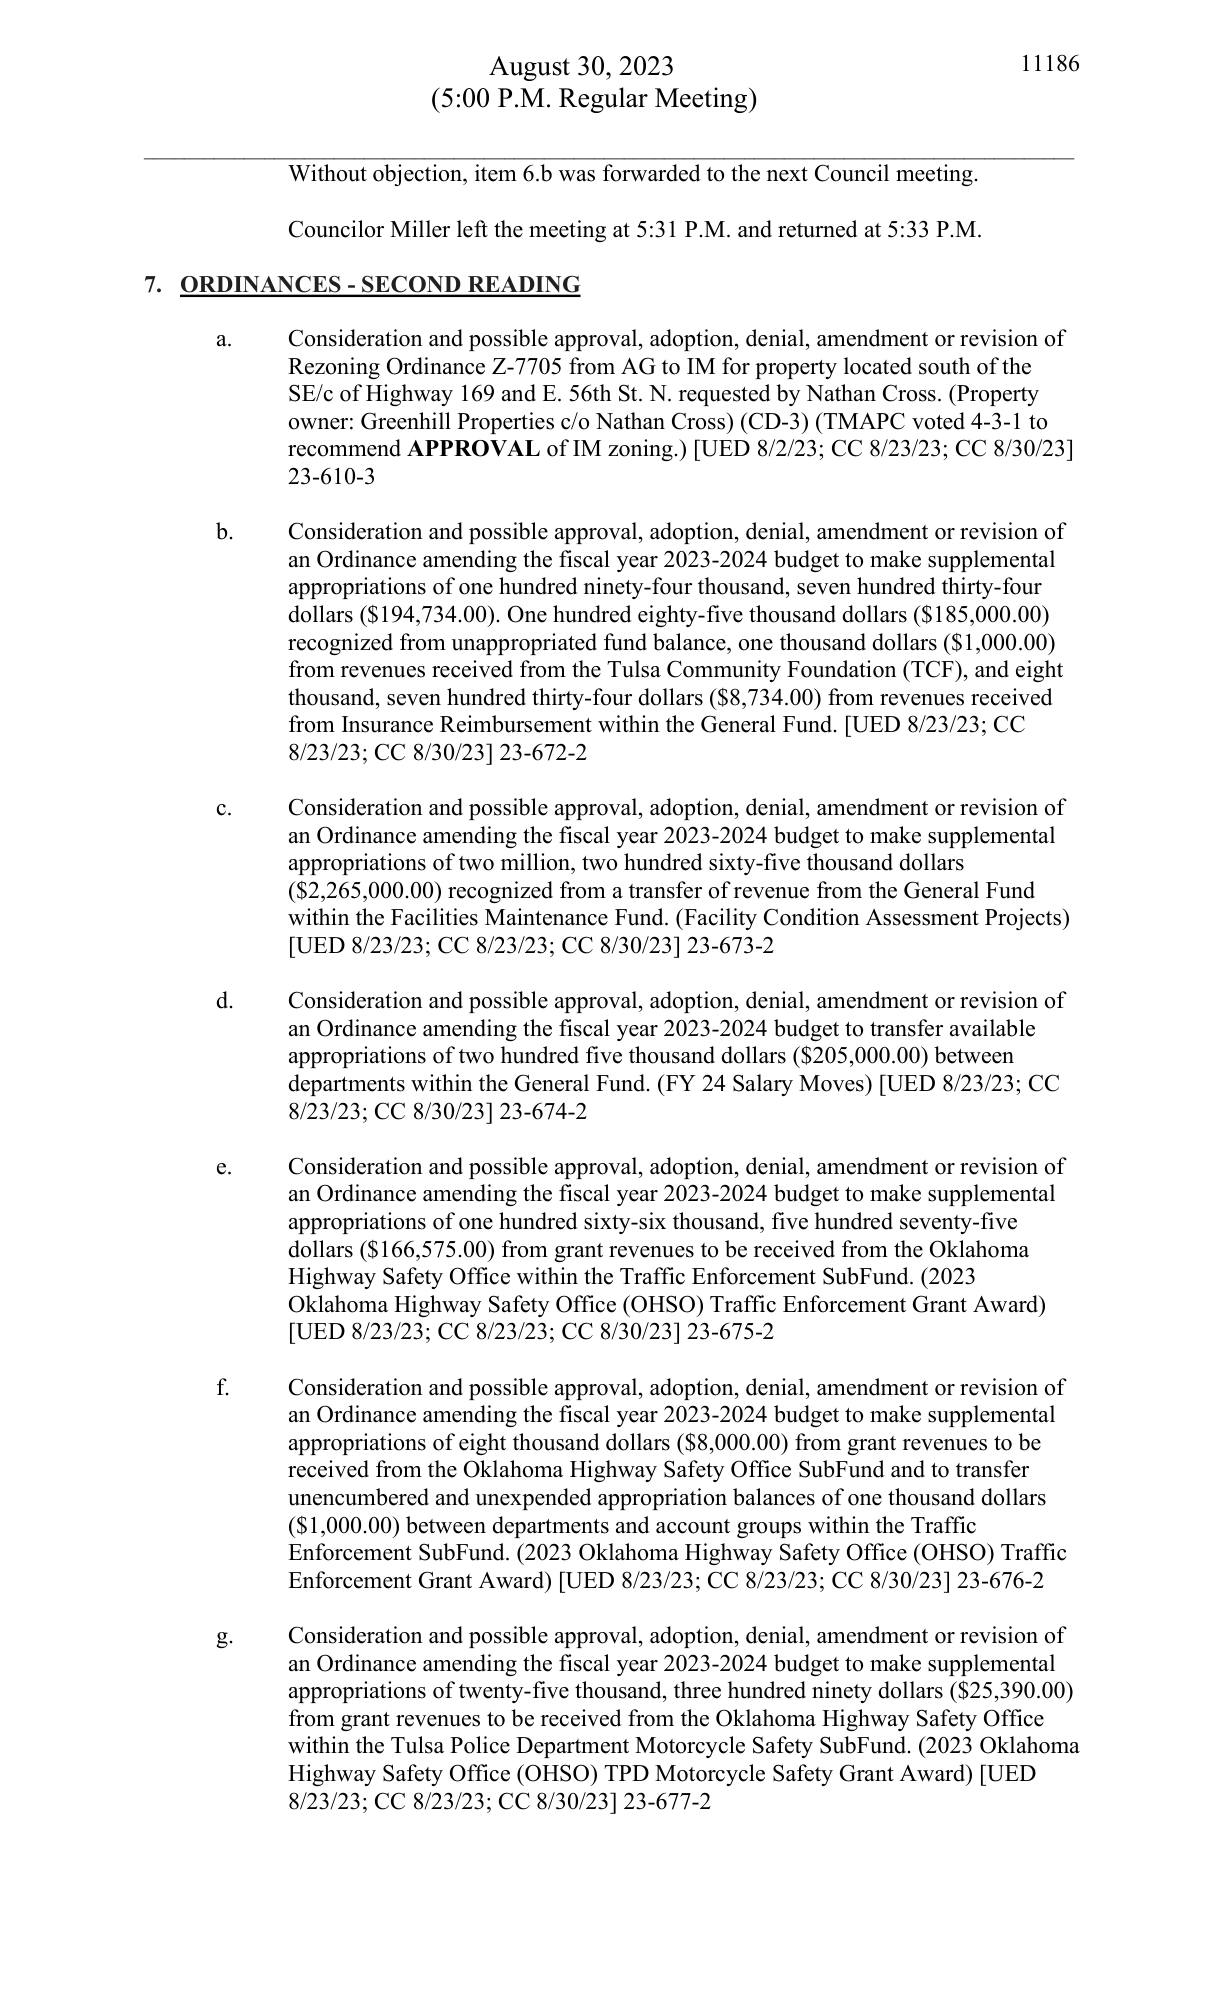 August 30, 2023
11186
(5:00 P.M. Regular Meeting)
Without objection, item 6.b was forwarded to the next Council meeting.
Councilor Miller left the meeting at 5:31 P.M. and returned at 5:33 P.M.
7. ORDINANCES - SECOND READING
a. Consideration and possible approval, adoption, denial, amendment or revision of
Rezoning Ordinance Z-7705 from AG to IM for property located south of the
SE/c of Highway 169 and E. 56th St. N. requested by Nathan Cross. (Property
owner: Greenhill Properties c/o Nathan Cross) (CD-3) (TMAPC voted 4-3-1 to
recommend APPROVAL of IM zoning.) [UED 8/2/23; CC 8/23/23; CC 8/30/23]
23-610-3
b. Consideration and possible approval, adoption, denial, amendment or revision of
an Ordinance amending the fiscal year 2023-2024 budget to make supplemental
appropriations of one hundred ninety-four thousand, seven hundred thirty-four
dollars ($194,734.00). One hundred eighty-five thousand dollars ($185,000.00)
recognized from unappropriated fund balance, one thousand dollars ($1,000.00)
from revenues received from the Tulsa Community Foundation (TCF), and eight
thousand, seven hundred thirty-four dollars ($8,734.00) from revenues received
from Insurance Reimbursement within the General Fund. [UED 8/23/23; CC
8/23/23; CC 8/30/23] 23-672-2
c. Consideration and possible approval, adoption, denial, amendment or revision of
an Ordinance amending the fiscal year 2023-2024 budget to make supplemental
appropriations of two million, two hundred sixty-five thousand dollars
($2,265,000.00) recognized from a transfer of revenue from the General Fund
within the Facilities Maintenance Fund. (Facility Condition Assessment Projects)
[UED 8/23/23; CC 8/23/23; CC 8/30/23] 23-673-2
d. Consideration and possible approval, adoption, denial, amendment or revision of
an Ordinance amending the fiscal year 2023-2024 budget to transfer available
appropriations of two hundred five thousand dollars ($205,000.00) between
departments within the General Fund. (FY 24 Salary Moves) [UED 8/23/23; CC
8/23/23; CC 8/30/23] 23-674-2
e. Consideration and possible approval, adoption, denial, amendment or revision of
an Ordinance amending the fiscal year 2023-2024 budget to make supplemental
appropriations of one hundred sixty-six thousand, five hundred seventy-five
dollars ($166,575.00) from grant revenues to be received from the Oklahoma
Highway Safety Office within the Traffic Enforcement SubFund. (2023
Oklahoma Highway Safety Office (OHSO) Traffic Enforcement Grant Award)
[UED 8/23/23; CC 8/23/23; CC 8/30/23] 23-675-2
f. Consideration and possible approval, adoption, denial, amendment or revision of
an Ordinance amending the fiscal year 2023-2024 budget to make supplemental
appropriations of eight thousand dollars ($8,000.00) from grant revenues to be
received from the Oklahoma Highway Safety Office SubFund and to transfer
unencumbered and unexpended appropriation balances of one thousand dollars
($1,000.00) between departments and account groups within the Traffic
Enforcement SubFund. (2023 Oklahoma Highway Safety Office (OHSO) Traffic
Enforcement Grant Award) [UED 8/23/23; CC 8/23/23; CC 8/30/23] 23-676-2
g. Consideration and possible approval, adoption, denial, amendment or revision of
an Ordinance amending the fiscal year 2023-2024 budget to make supplemental
appropriations of twenty-five thousand, three hundred ninety dollars ($25,390.00)
from grant revenues to be received from the Oklahoma Highway Safety Office
within the Tulsa Police Department Motorcycle Safety SubFund. (2023 Oklahoma
Highway Safety Office (OHSO) TPD Motorcycle Safety Grant Award) [UED
8/23/23; CC 8/23/23; CC 8/30/23] 23-677-2